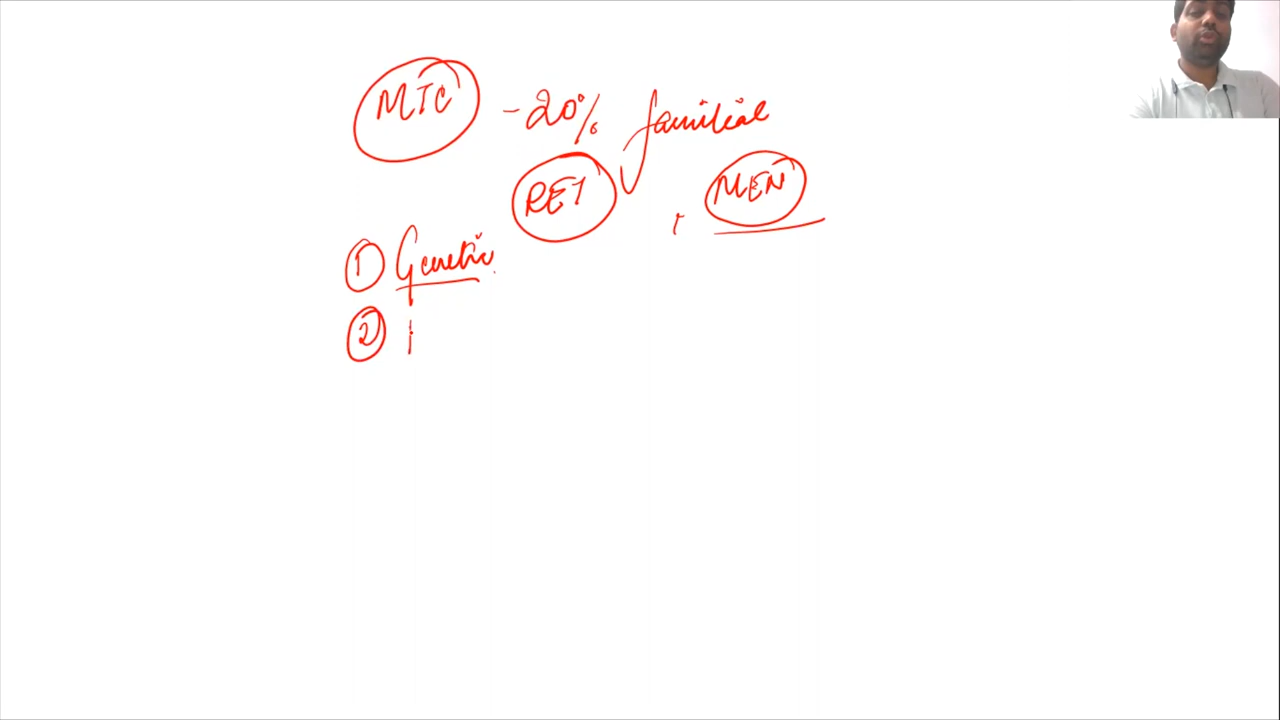 MTC - 20% familial
RET , MEN
① Genetic
②